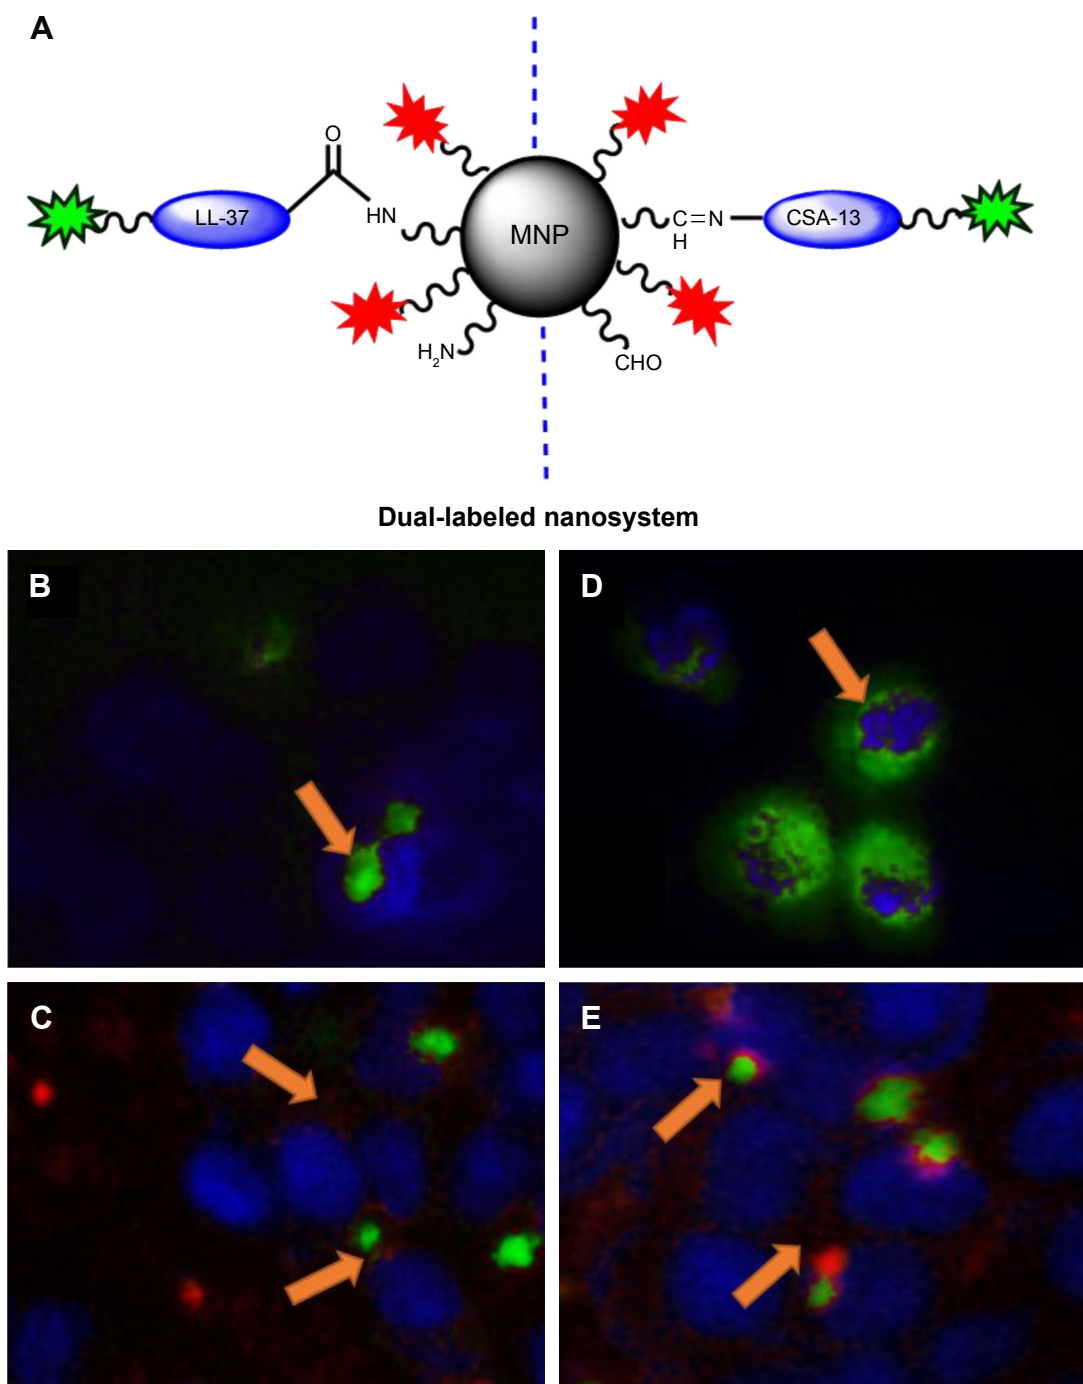 A
O
LL-37
HN
MNP
C=N
H
CSA-13
H2N
CHO
Dual-labeled nanosystem
B
D
C
E